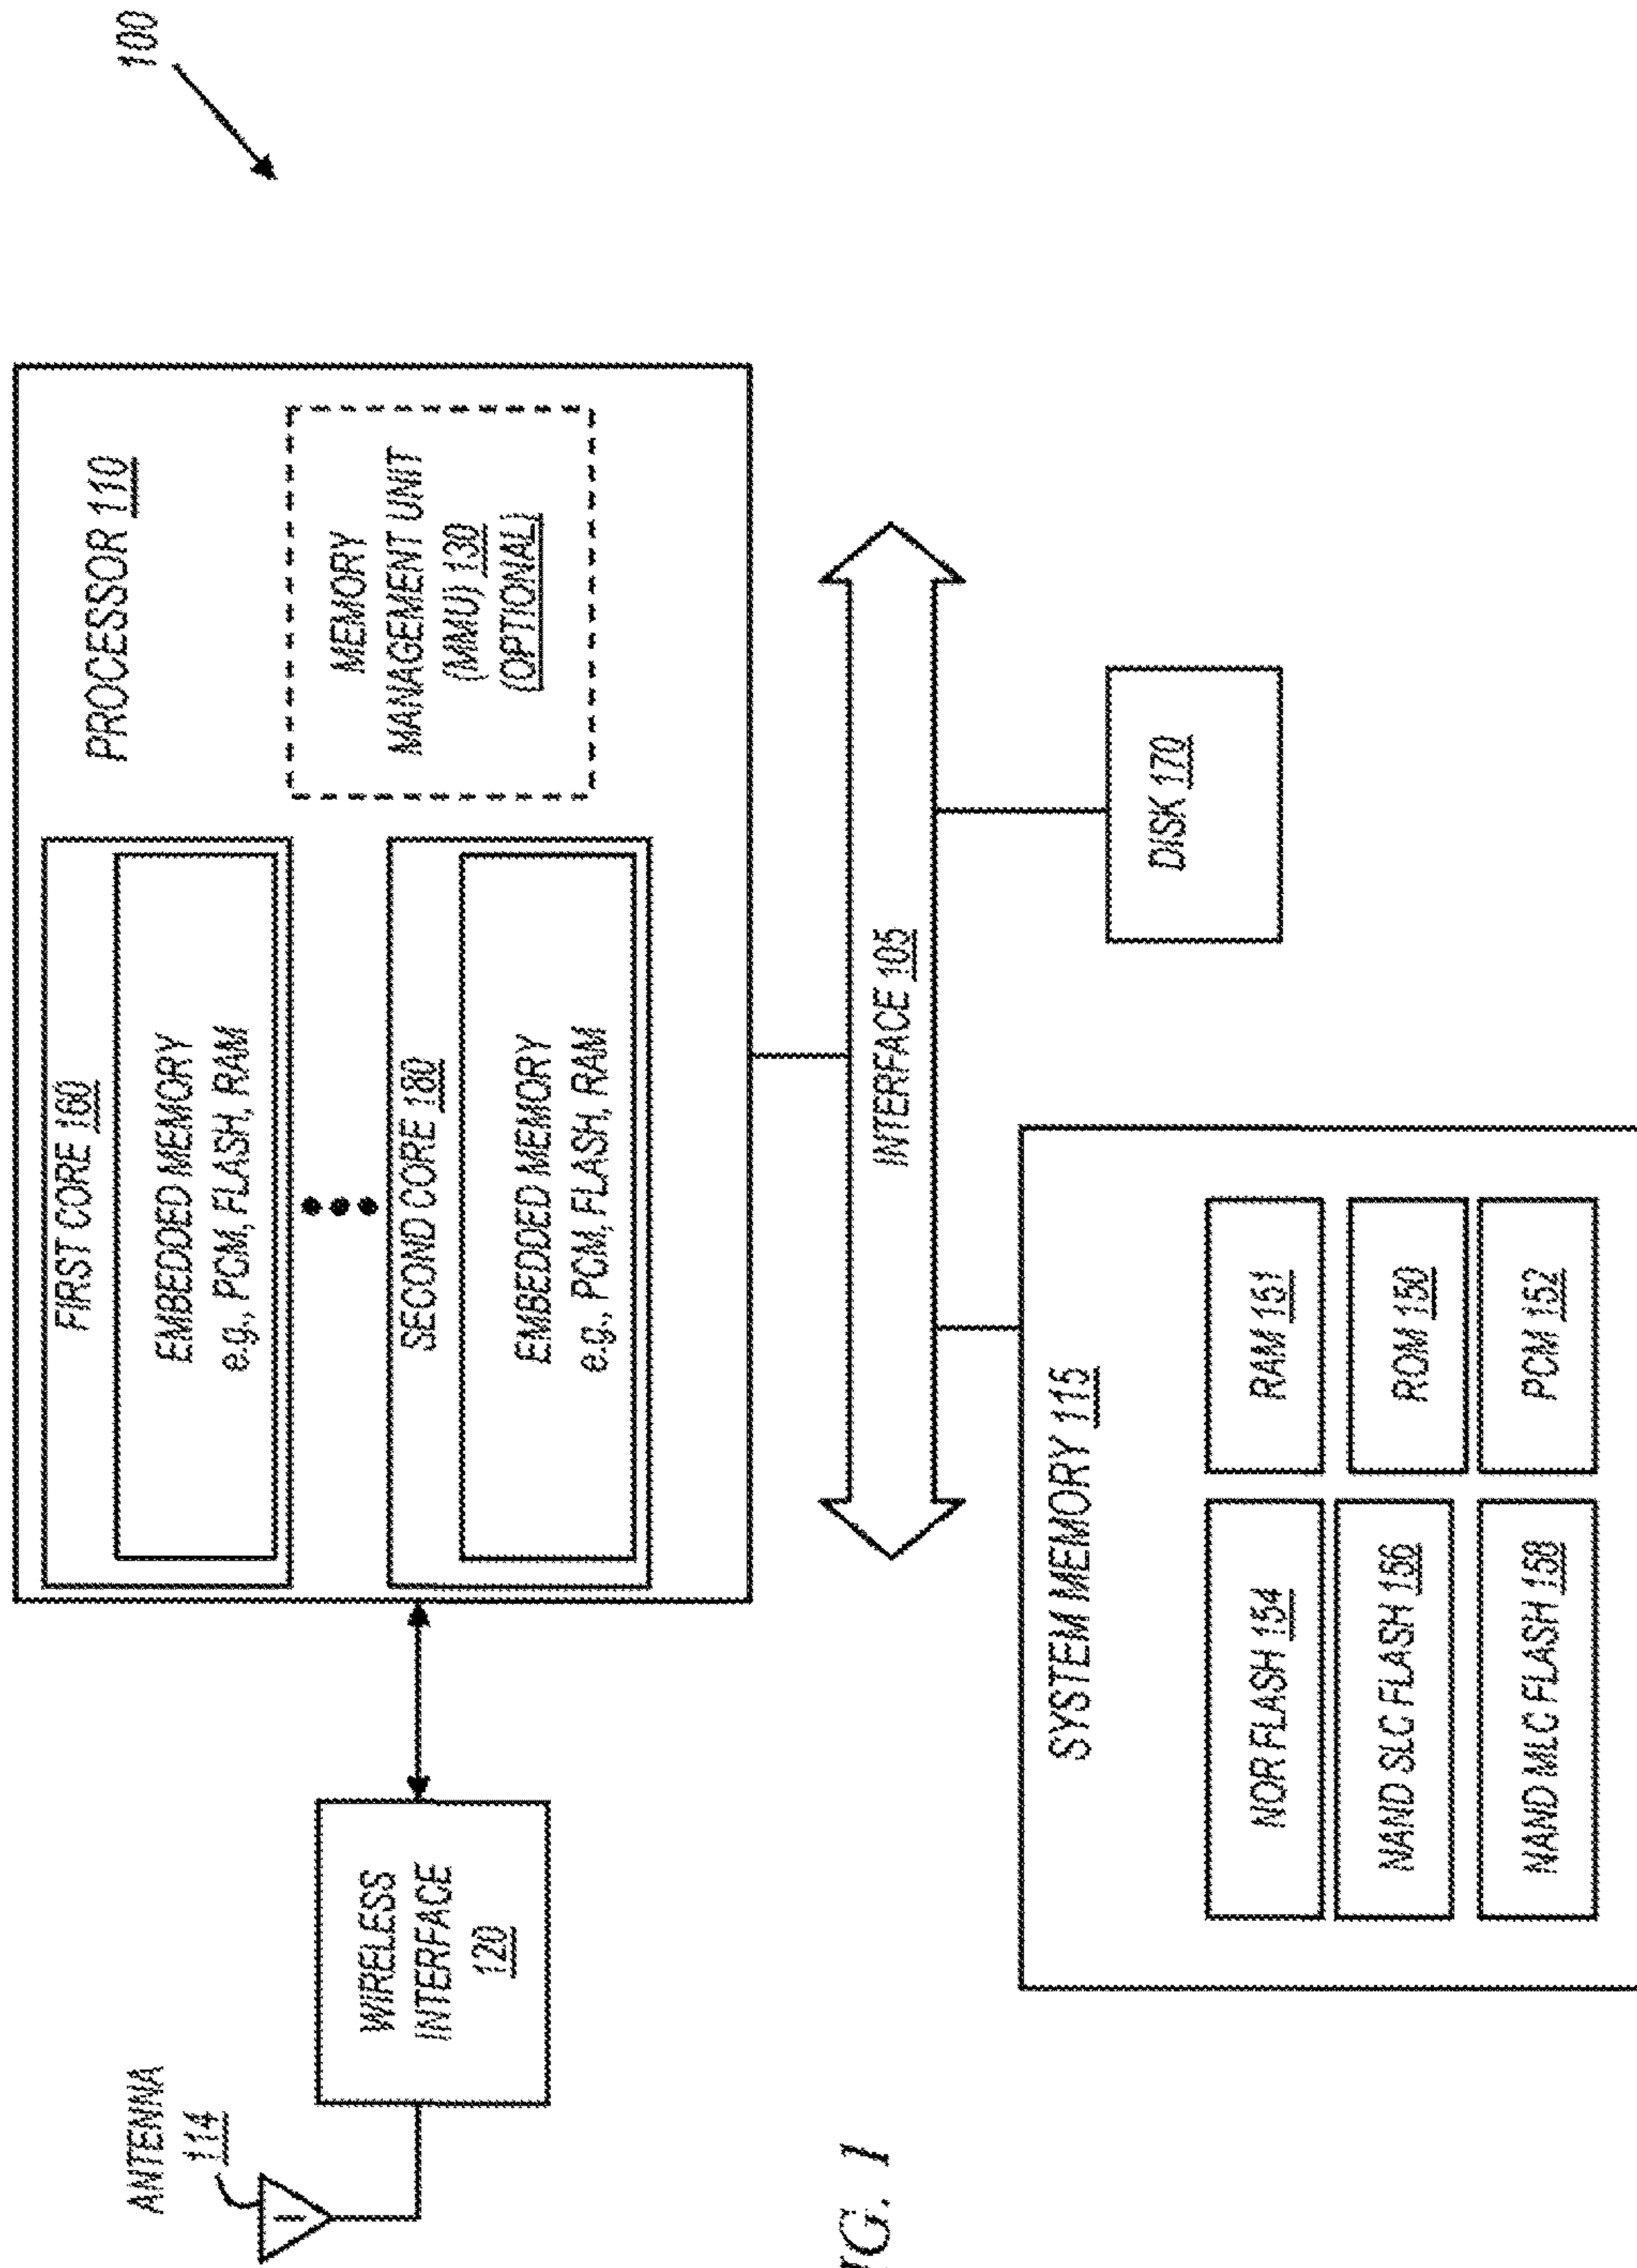 100
ANTENNA
114
WIRELESS
INTERFACE
120
PROCESSOR 110
FIRST CORE 160
EMBEDDED MEMORY
e.g., PCM, FLASH, RAM
SECOND CORE 180
EMBEDDED MEMORY
e.g., PCM, FLASH, RAM
MEMORY
MANAGEMENT UNIT
(MMU) 130
(OPTIONAL)
INTERFACE 105
SYSTEM MEMORY 115
NOR FLASH 154
RAM 151
NAND SLC FLASH 156
ROM 150
NAND MLC FLASH 158
PCM 152
DISK 170
IG. 1